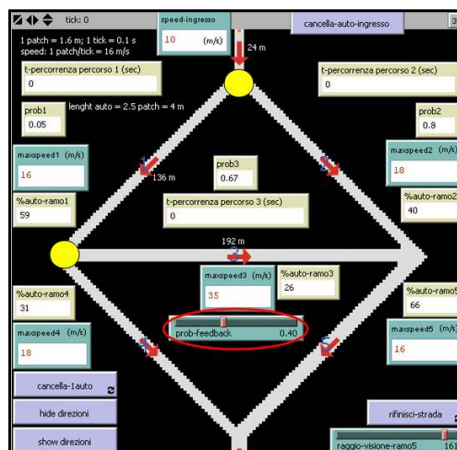 tick: 0
speed-ingresso
10 (m/s)
cancella-auto-ingresso
3
1 patch = 1.6 m; 1 tick = 0.1 s
speed: 1 patch/tick = 16 m/s
24 m
t-percorrenza percorso 1 (sec)
0
t-percorrenza percorso 2 (sec)
0
prob1
0.05
lenght auto = 2.5 patch = 4 m
prob2
0.8
maxspeed1 (m/s)
16
prob3
0.67
maxspeed2 (m/s)
18
136 m
%auto-ramo1
59
t-percorrenza percorso 3 (sec)
0
%auto-ramo2
40
192 m
%auto-ramo4
31
maxspeed3 (m/s)
35
%auto-ramo3
26
%auto-ramo5
66
prob-feedback 0.40
maxspeed4 (m/s)
18
maxspeed5 (m/s)
16
cancella-1auto
hide direzioni
rifinisci-strada
show direzioni
raggio-visione-ramo5 161